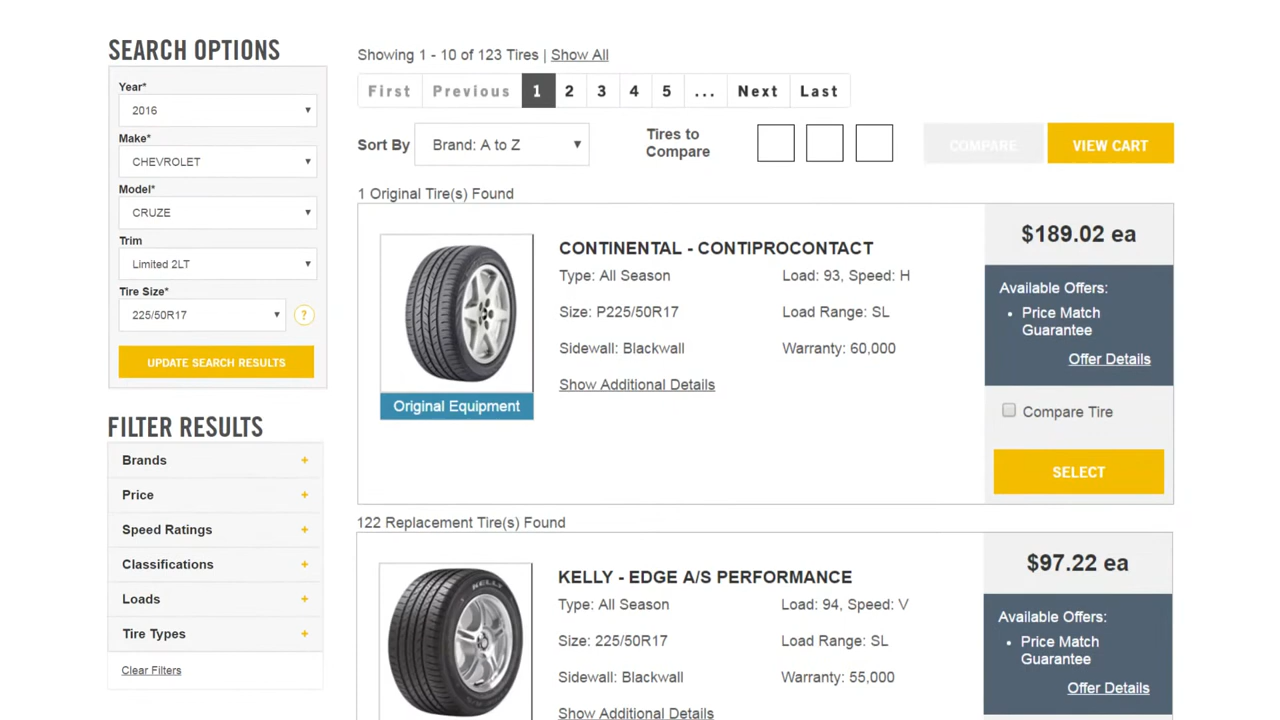 SEARCH OPTIONS
Year*
2016
Make*
CHEVROLET
Model*
CRUZE
Trim
Limited 2LT
Tire Size*
225/50R17
?
UPDATE SEARCH RESULTS
FILTER RESULTS
Brands +
Price +
Speed Ratings +
Classifications +
Loads +
Tire Types +
Clear Filters
Showing 1 - 10 of 123 Tires | Show All
First Previous 1 2 3 4 5 ... Next Last
Sort By Brand: A to Z
Tires to
Compare
COMPARE
VIEW CART
1 Original Tire(s) Found
Original Equipment
CONTINENTAL - CONTIPROCONTACT
Type: All Season
Load: 93, Speed: H
Size: P225/50R17
Load Range: SL
Sidewall: Blackwall
Warranty: 60,000
Show Additional Details
$189.02 ea
Available Offers:
• Price Match
Guarantee
Offer Details
Compare Tire
SELECT
122 Replacement Tire(s) Found
KELLY
KELLY - EDGE A/S PERFORMANCE
Type: All Season
Load: 94, Speed: V
Size: 225/50R17
Load Range: SL
Sidewall: Blackwall
Warranty: 55,000
Show Additional Details
$97.22 ea
Available Offers:
• Price Match
Guarantee
Offer Details